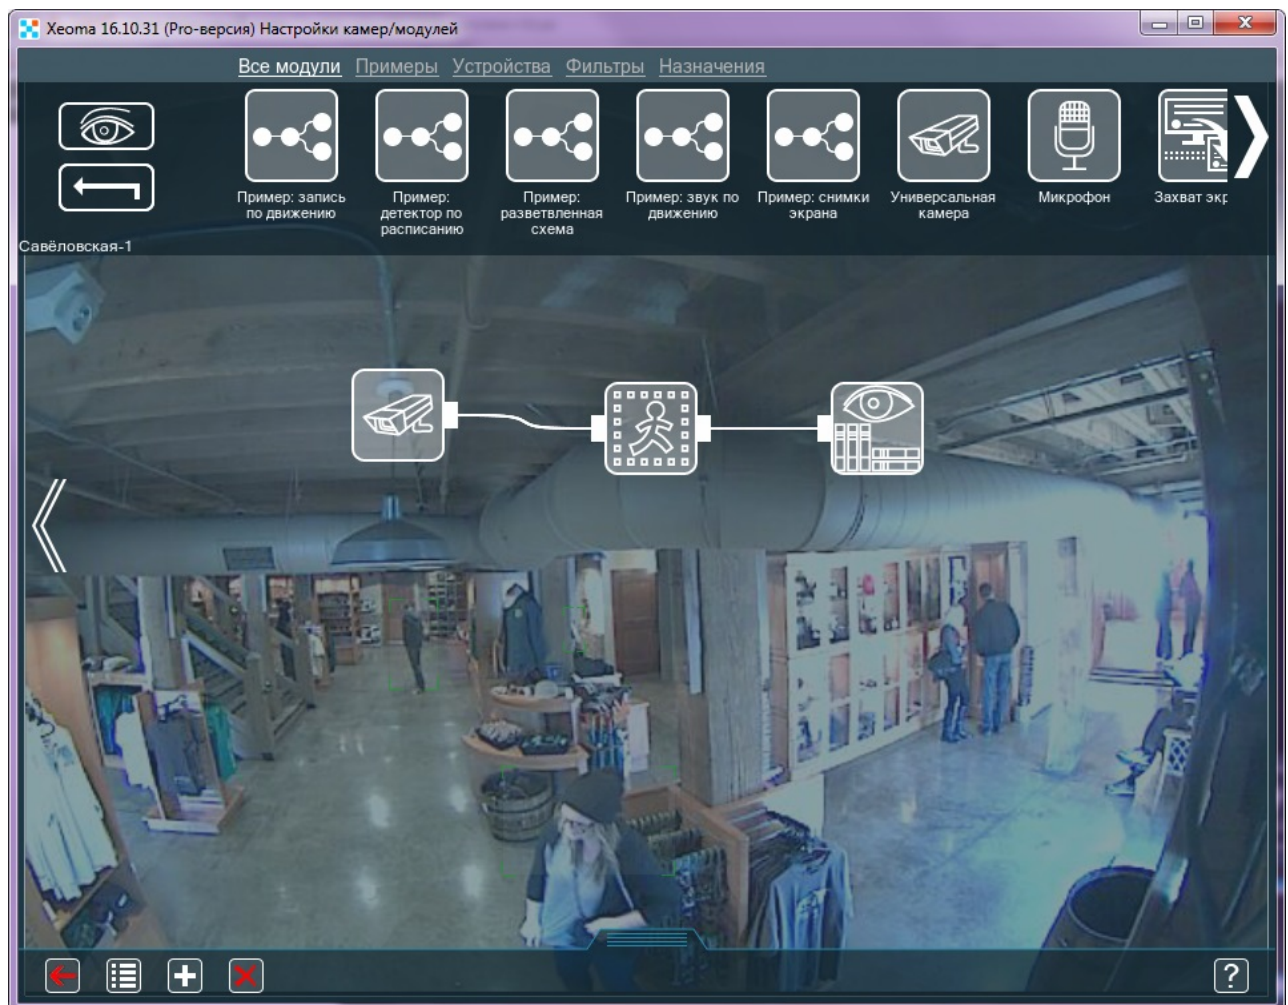 Xeoma 16.10.31 (Pro-версия) Настройки камер/модулей
Все модули Примеры Устройства Фильтры Назначения
Пример: запись
по движению
Пример:
детектор по
расписанию
Пример:
разветвленная
схема
Пример: звук по
движению
Пример: снимки
экрана
Универсальная
камера
Микрофон
Захват экр
Савёловская-1
?